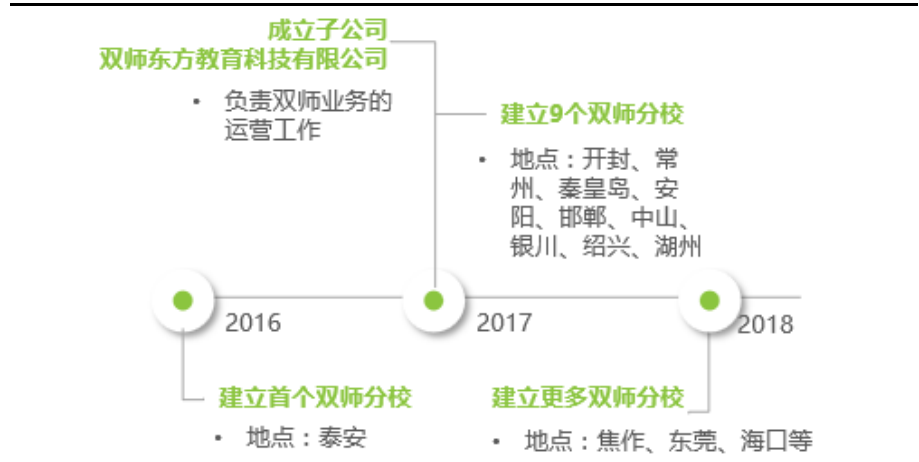 成立子公司
双师东方教育科技有限公司
• 负责双师业务的
运营工作
建立9个双师分校
• 地点：开封、常
州、秦皇岛、安
阳、邯郸、中山、
银川、绍兴、湖州
2016
2017
2018
建立首个双师分校
• 地点：泰安
建立更多双师分校
• 地点：焦作、东莞、海口等